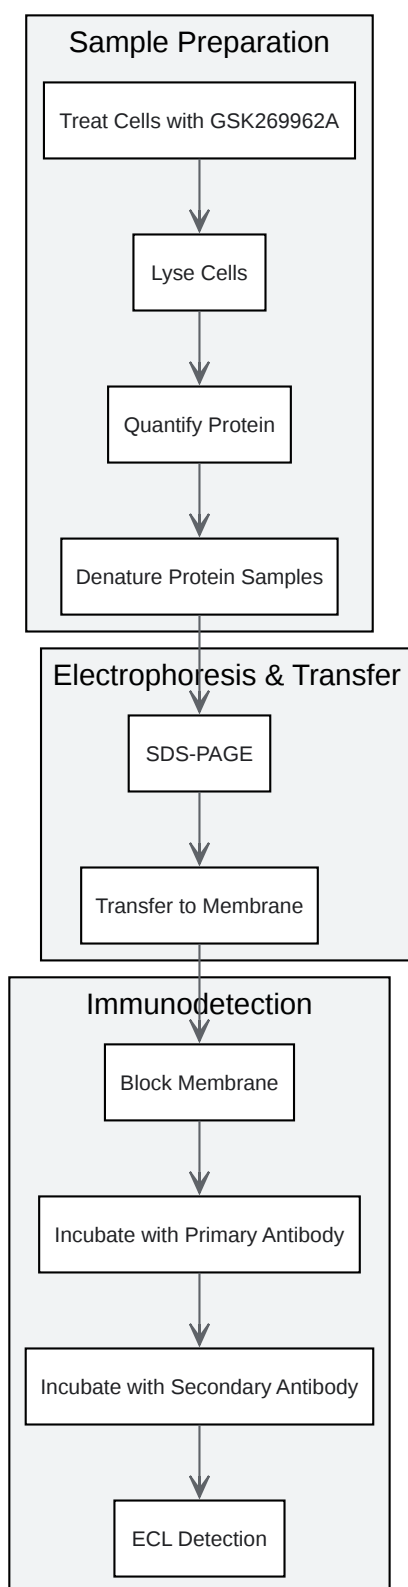 Sample Preparation
Treat Cells with GSK269962A
Lyse Cells
Quantify Protein
Denature Protein Samples
Electrophoresis & Transfer
SDS-PAGE
Transfer to Membrane
Immunodetection
Block Membrane
Incubate with Primary Antibody
Incubate with Secondary Antibody
ECL Detection